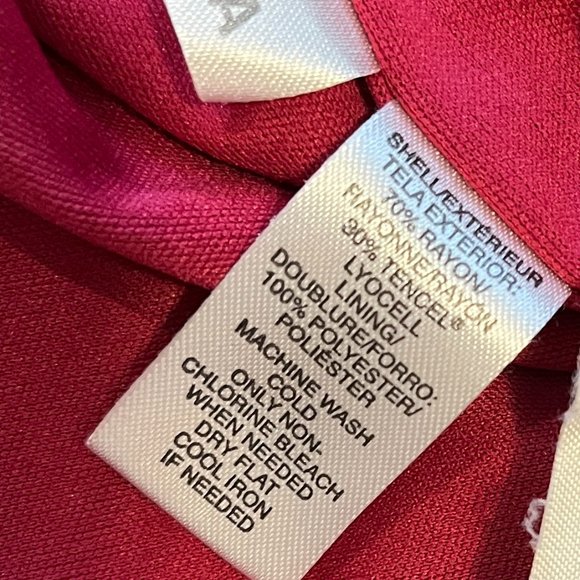 A
SHELL/EXTÉRIEUR
TELA EXTERIOR:
70% RAYON/
RAYONNE/RAYON
30% TENCEL®
LYOCELL
LINING/
DOUBLURE/FORRO:
100% POLYESTER/
POLIÉSTER
MACHINE WASH
COLD
ONLY NON-
CHLORINE BLEACH
WHEN NEEDED
DRY FLAT
COOL IRON
IF NEEDED